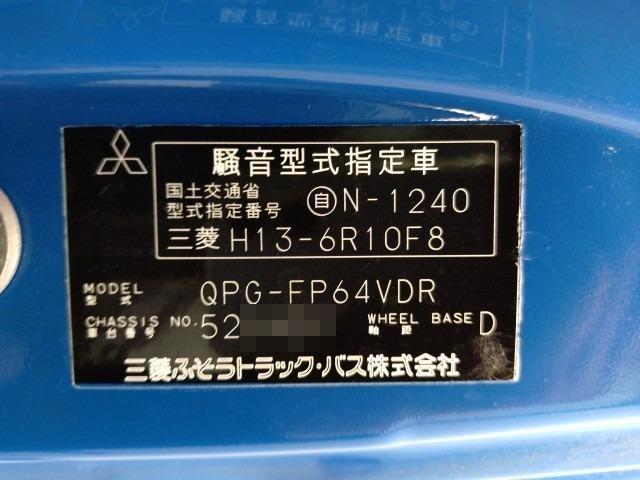 騒音型式指定車
国土交通省
型式指定番号 自N-1240
三菱 H13-6R10F8
MODEL QPG-FP64VDR
型式
CHASSIS NO. 52 WHEEL BASE D
車台番号 軸距
三菱ふそうトラック・バス株式会社